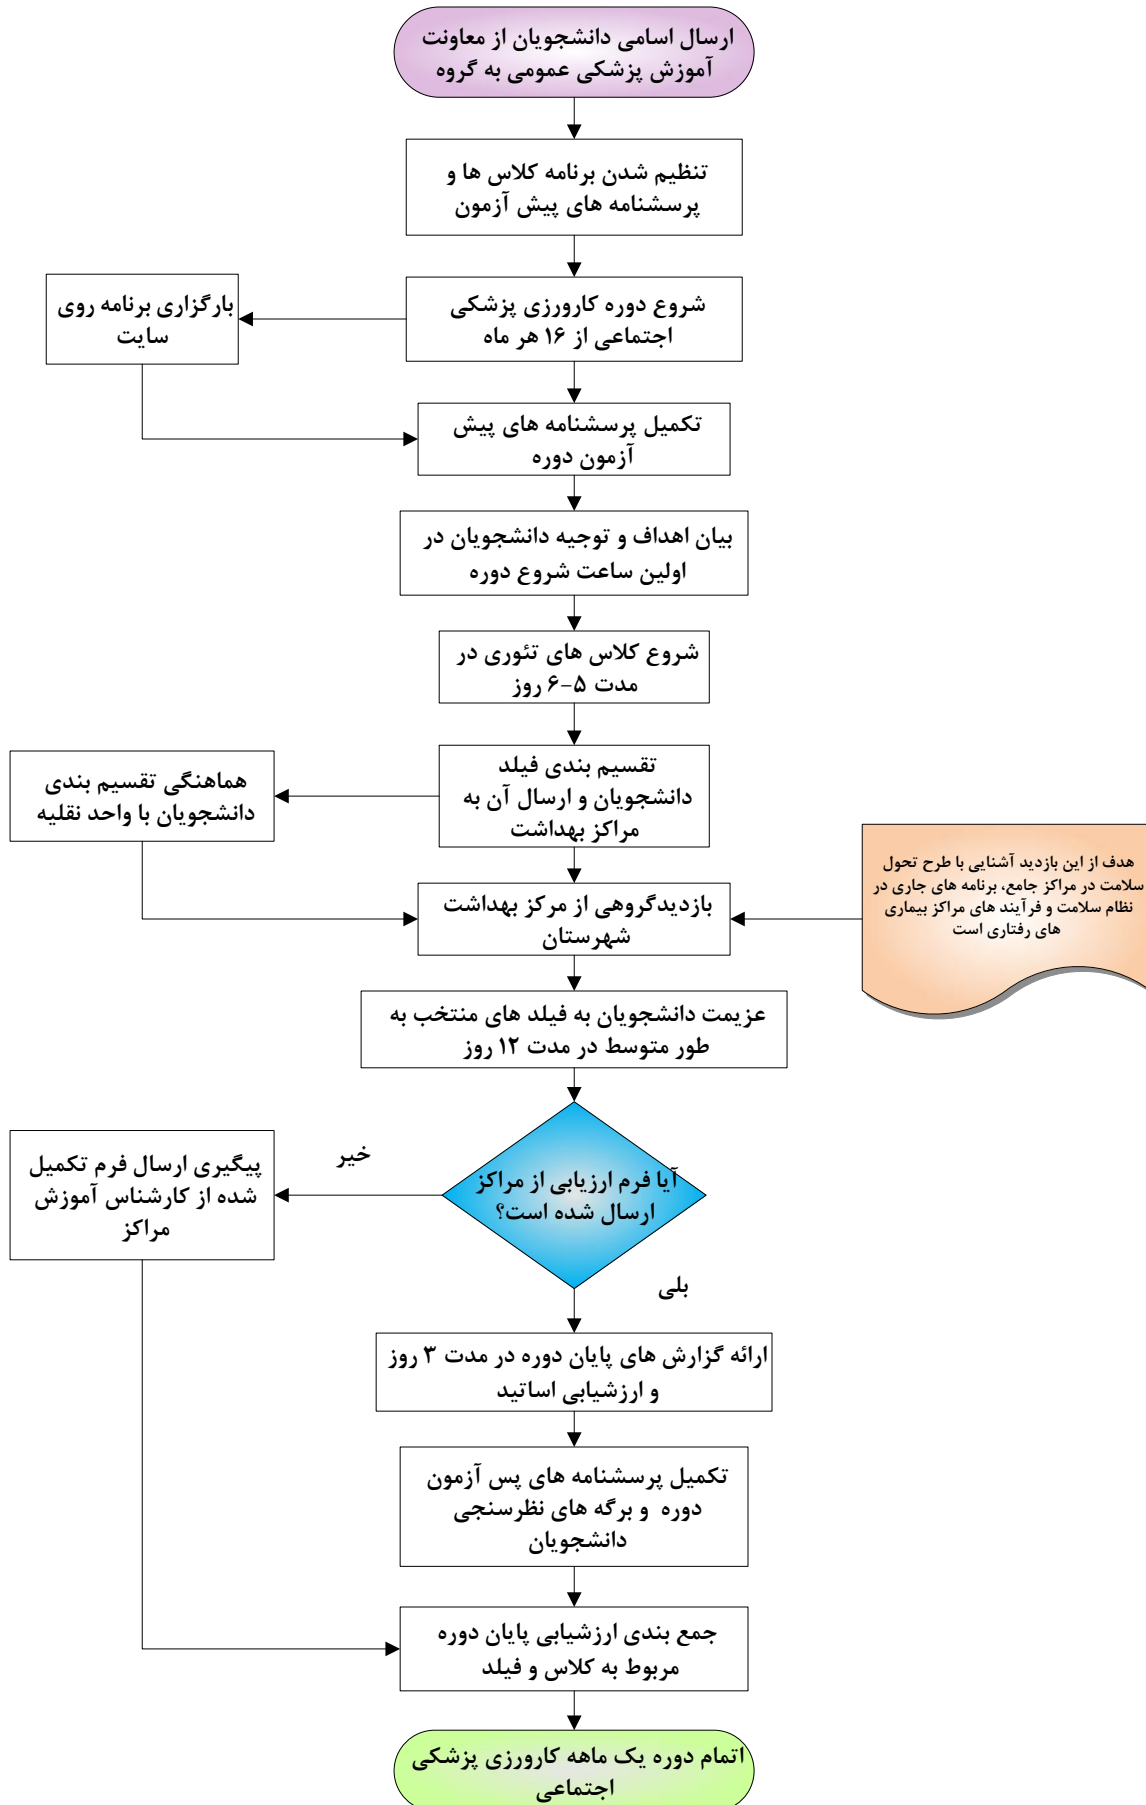 ارسال اسامی دانشجویان از معاونت
آموزش پزشکی عمومی به گروه
تنظیم شدن برنامه کلاس ها و
پرسشنامه های پیش آزمون
شروع دوره کارورزی پزشکی
اجتماعی از ۱۶ هر ماه
بارگزاری برنامه روی
سایت
تکمیل پرسشنامه های پیش
آزمون دوره
بیان اهداف و توجیه دانشجویان در
اولین ساعت شروع دوره
شروع کلاس های تئوری در
مدت ۵-۶ روز
تقسیم بندی فیلد
دانشجویان و ارسال آن به
مراکز بهداشت
هماهنگی تقسیم بندی
دانشجویان با واحد نقلیه
هدف از این بازدید آشنایی با طرح تحول
سلامت در مراکز جامع، برنامه های جاری در
نظام سلامت و فرآیند های مراکز بیماری
های رفتاری است
بازدیدگروهی از مرکز بهداشت
شهرستان
عزیمت دانشجویان به فیلد های منتخب به
طور متوسط در مدت ۱۲ روز
آیا فرم ارزیابی از مراکز
ارسال شده است؟
خیر
پیگیری ارسال فرم تکمیل
شده از کارشناس آموزش
مراکز
بلی
ارائه گزارش های پایان دوره در مدت ۳ روز
و ارزشیابی اساتید
تکمیل پرسشنامه های پس آزمون
دوره و برگه های نظرسنجی
دانشجویان
جمع بندی ارزشیابی پایان دوره
مربوط به کلاس و فیلد
اتمام دوره یک ماهه کارورزی پزشکی
اجتماعی